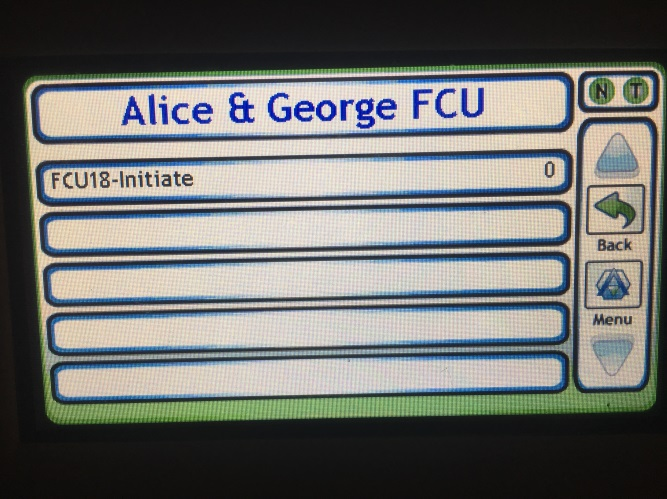 Alice & George FCU
N T
FCU18-Initiate 0
Back
Menu